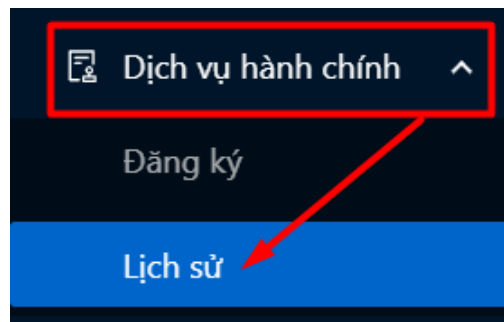 Dịch vụ hành chính
Đăng ký
Lịch sử